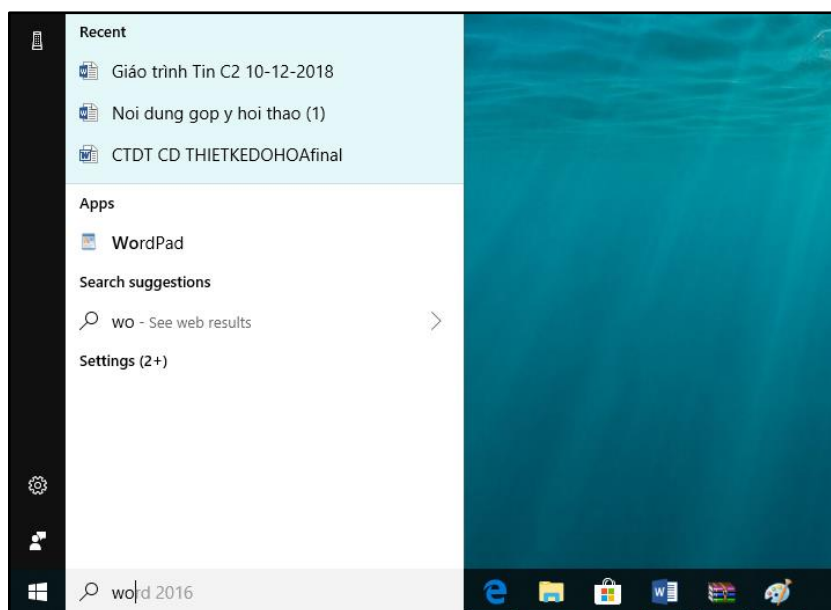 Recent
Giáo trình Tin C2 10-12-2018
Noi dung gop y hoi thao (1)
CTDT CD THIETKEDOHOAfinal
Apps
WordPad
Search suggestions
wo - See web results
Settings (2+)
word 2016